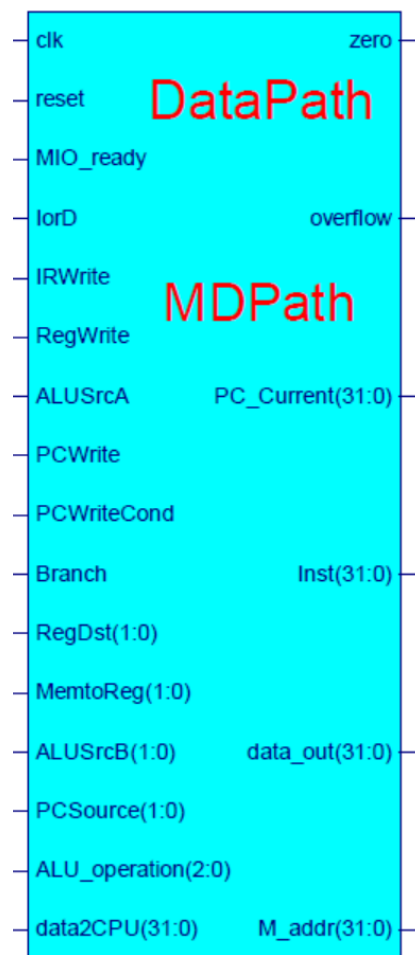 clk zero
reset DataPath
MIO_ready
IorD overflow
IRWrite MDPath
RegWrite
ALUSrcA PC_Current(31:0)
PCWrite
PCWriteCond
Branch Inst(31:0)
RegDst(1:0)
MemtoReg(1:0)
ALUSrcB(1:0) data_out(31:0)
PCSource(1:0)
ALU_operation(2:0)
data2CPU(31:0) M_addr(31:0)